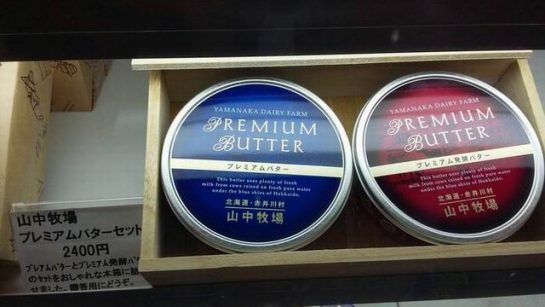 YAMANAKA DAIRY FARM
PREMIUM
BUTTER
プレミアムバター
This butter uses plenty of fresh
milk from cows raised on fresh pure water
under the blue skies of Hokkaido.
北海道・赤井川村
山中牧場
YAMANAKA DAIRY FARM
PREMIUM
BUTTER
プレミアム発酵バター
This butter uses plenty of fresh
milk from cows raised on fresh pure water
under the blue skies of Hokkaido.
北海道・赤井川村
山中牧場
山中牧場
プレミアムバターセット
2400円
プレアムバターとプレミアム発酵バ
のセットをおしゃれな木箱に詰
せました。贈答用にどうぞ。